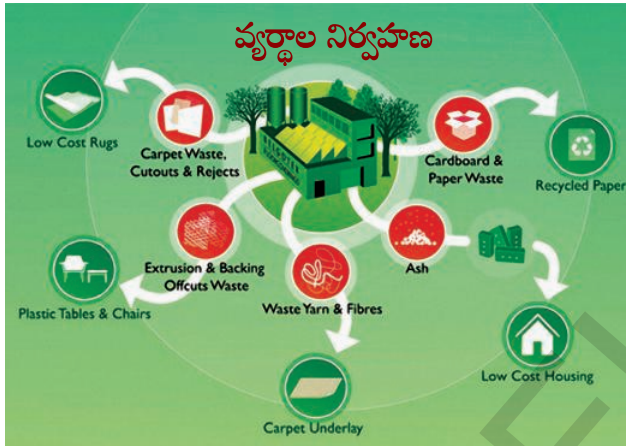 వ్యర్థాల నిర్వహణ
Low Cost Rugs
Carpet Waste,
Cutouts & Rejects
Cardboard &
Paper Waste
Recycled Paper
Extrusion & Backing
Offcuts Waste
Waste Yarn & Fibres
Ash
Plastic Tables & Chairs
Low Cost Housing
Carpet Underlay